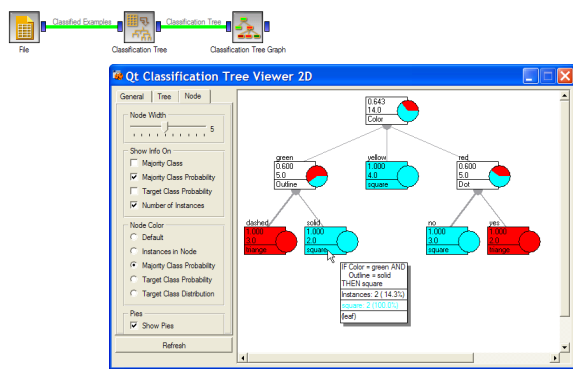 Classified Examples
Classification Tree
File
Classification Tree
Classification Tree Graph
Qt Classification Tree Viewer 2D
General
Tree
Node
Node Width
5
Show Info On
Majority Class
Majority Class Probability
Target Class Probability
Number of Instances
Node Color
Default
Instances in Node
Majority Class Probability
Target Class Probability
Target Class Distribution
Pies
Show Pies
Refresh
0.643
14.0
Color
green
0.600
5.0
Outline
yellow
1.000
4.0
square
red
0.600
5.0
Dot
dashed
1.000
3.0
triange
solid
1.000
2.0
square
no
1.000
3.0
square
yes
1.000
2.0
triange
IF Color = green AND
Outline = solid
THEN square
Instances: 2 ( 14.3%)
square: 2 (100.0%)
(leaf)